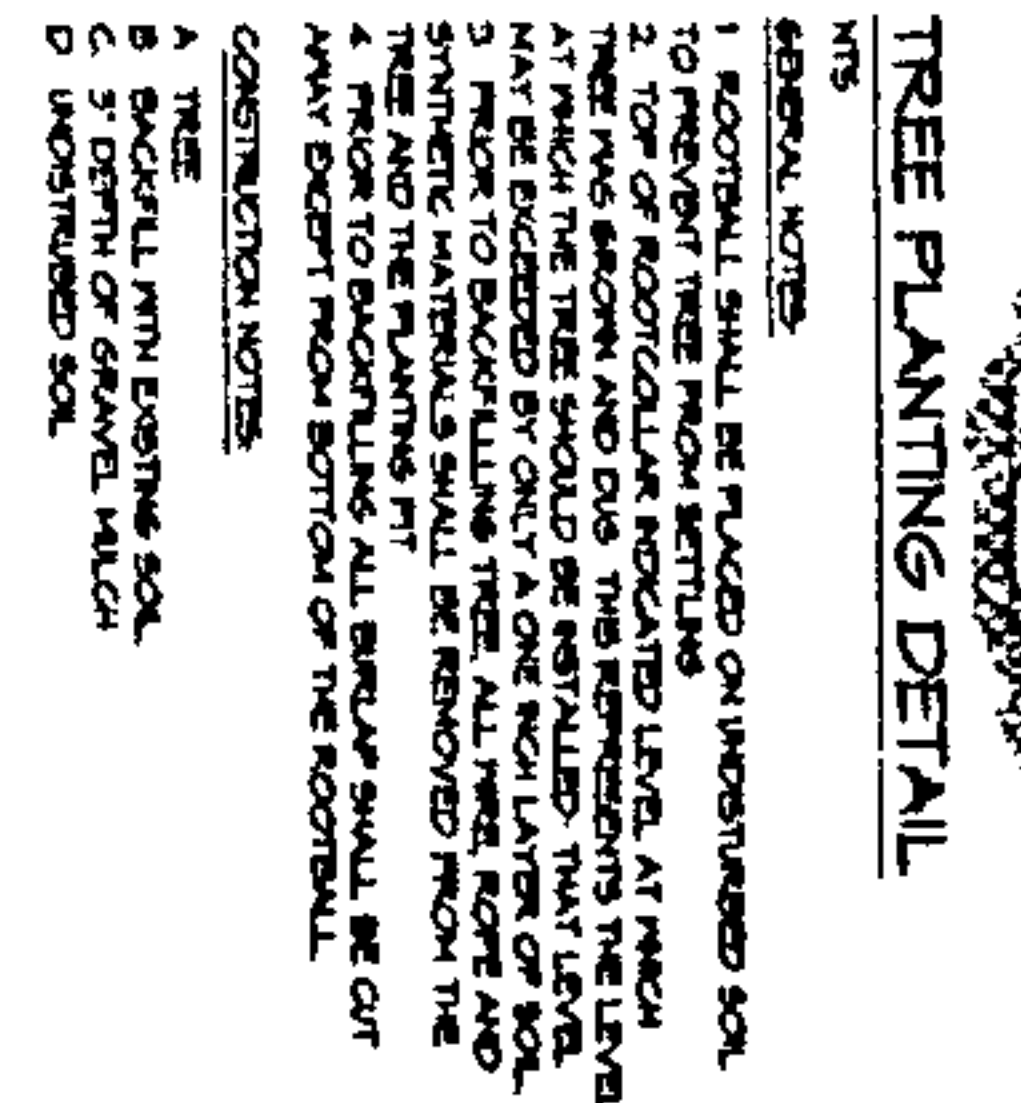 TREE PLANTING DETAIL
NTS
GENERAL NOTES
1 ROOTBALL SHALL BE PLACED ON UNDISTURBED SOIL
TO PREVENT TREE FROM SETTLING
2. TOP OF ROOTCOLLAR INDICATED LEVEL AT WHICH
TREE WAS GROWN AND DUG THIS REPRESENTS THE LEVEL
AT WHICH THE TREE SHOULD BE INSTALLED THAT LEVEL
MAY BE EXCEEDED BY ONLY A ONE INCH LAYER OF SOIL
3 PRIOR TO BACKFILLING TREE, ALL WIRE, ROPE AND
SYNTHETIC MATERIALS SHALL BE REMOVED FROM THE
TREE AND THE PLANTING PIT
4 PRIOR TO BACKFILLING ALL BURLAP SHALL BE CUT
AWAY EXCEPT FROM BOTTOM OF THE ROOTBALL
CONSTRUCTION NOTES
A TREE
B BACKFILL WITH EXISTING SOIL
C. 3" DEPTH OF GRAVEL MULCH
D UNDISTRUBED SOIL